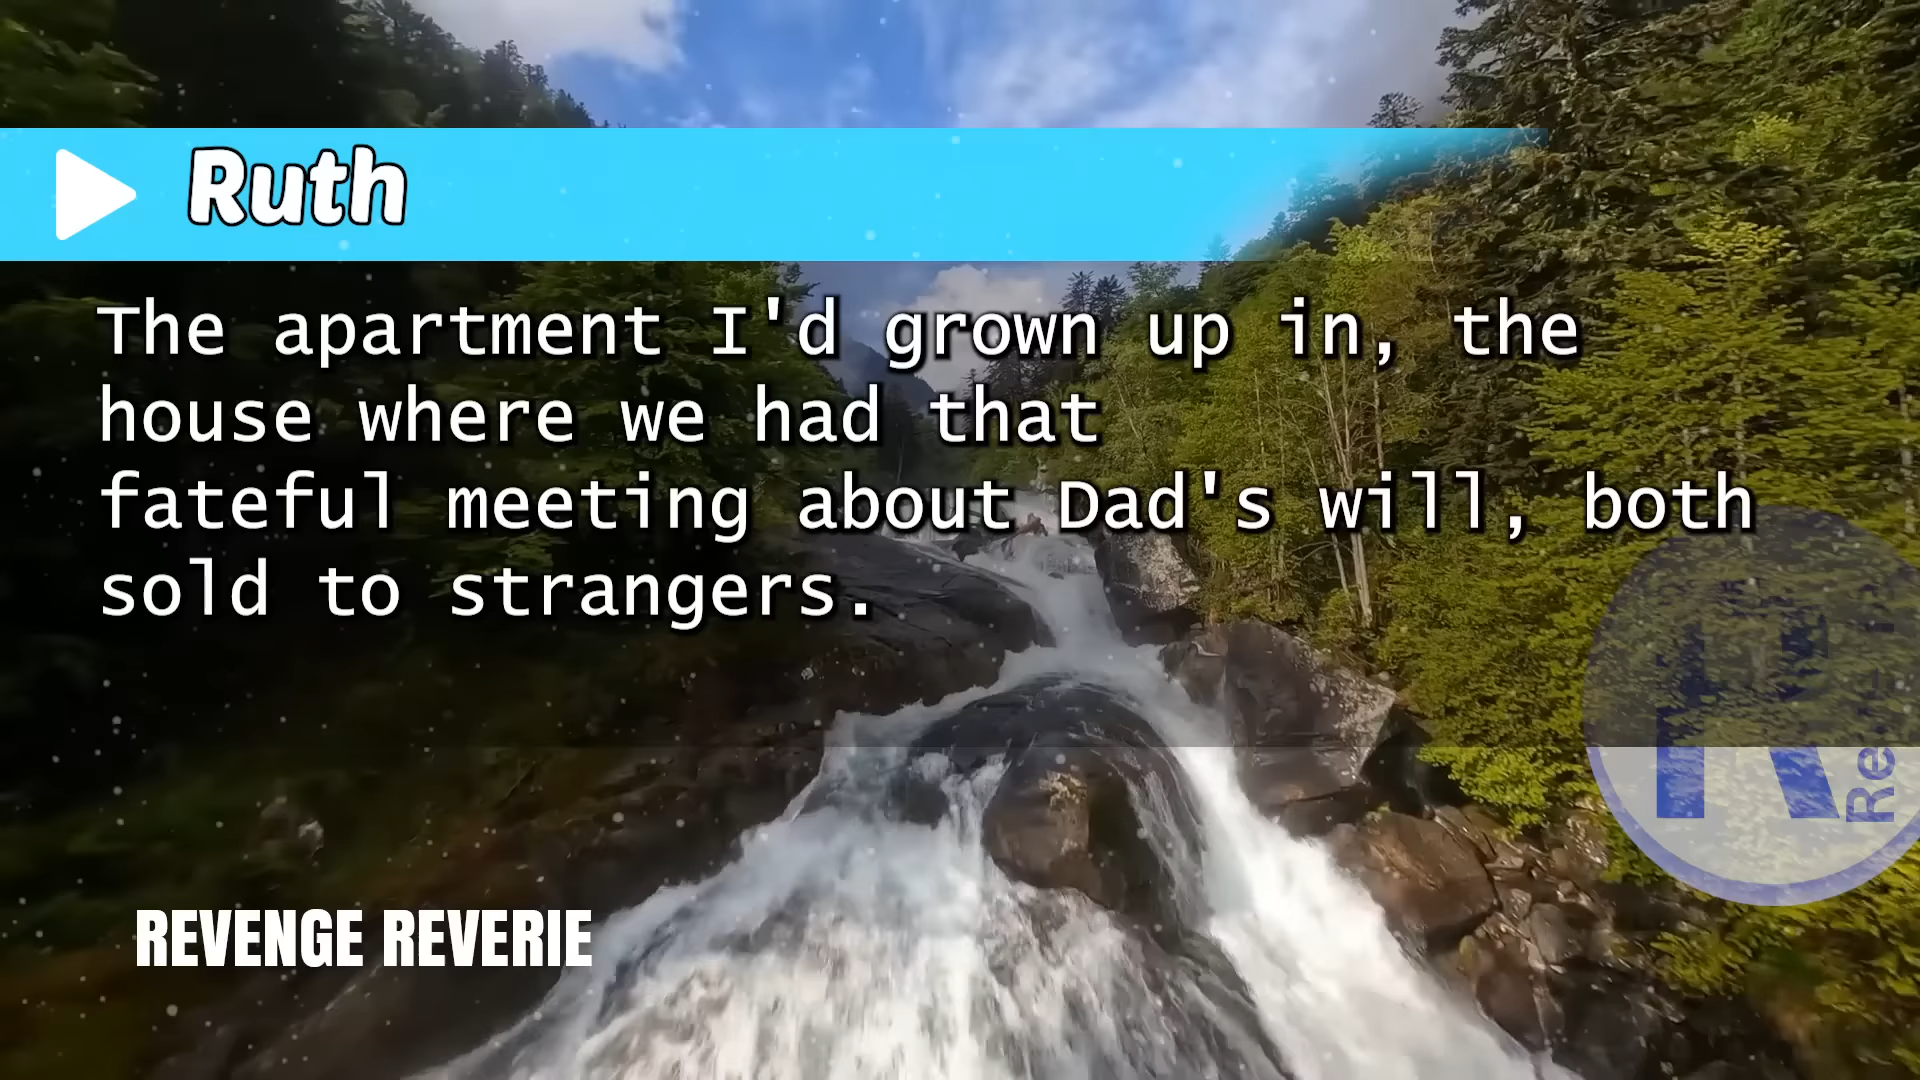 Ruth
The apartment I'd grown up in, the
house where we had that
fateful meeting about Dad's will, both
sold to strangers.
REVENGE REVERIE